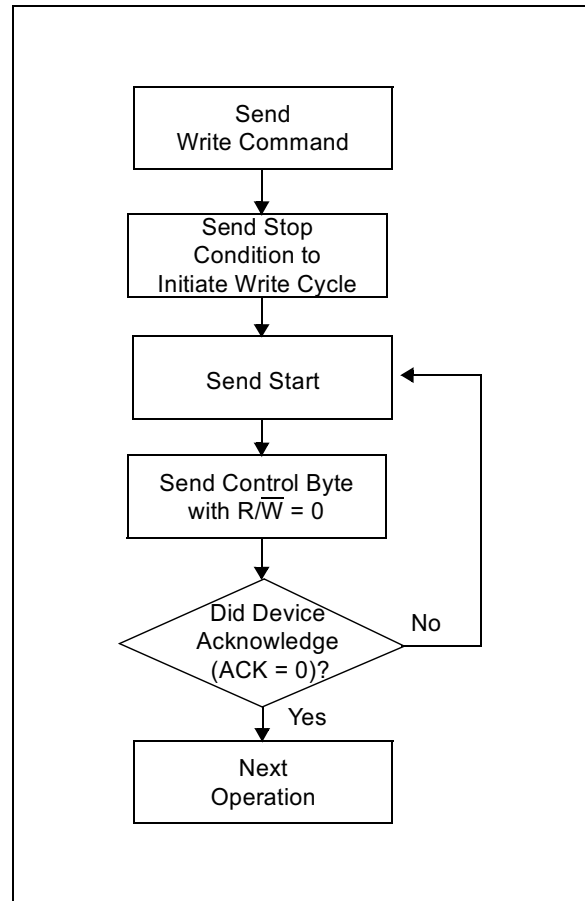 Send
Write Command
Send Stop
Condition to
Initiate Write Cycle
Send Start
Send Control Byte
with R/W̅ = 0
Did Device
Acknowledge
(ACK = 0)?
No
Yes
Next
Operation